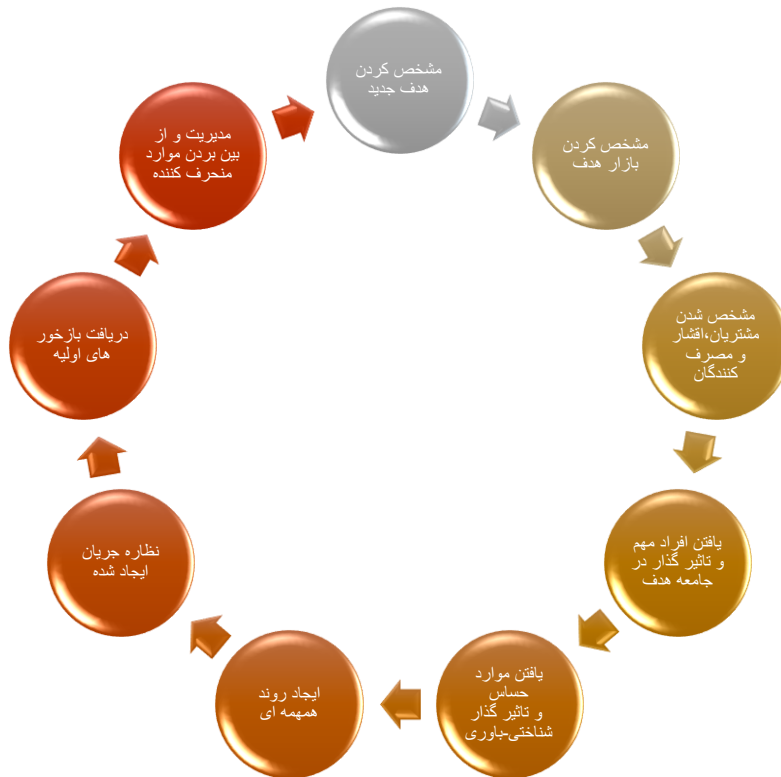 مشخص کردن
هدف جدید
مشخص کردن
بازار هدف
مشخص شدن
مشتریان،اقشار
و مصرف
کنندگان
یافتن افراد مهم
و تاثیر گذار در
جامعه هدف
یافتن موارد
حساس
و تاثیر گذار
شناختی-باوری
ایجاد روند
همهمه ای
نظاره جریان
ایجاد شده
دریافت بازخور
های اولیه
مدیریت و از
بین بردن موارد
منحرف کننده